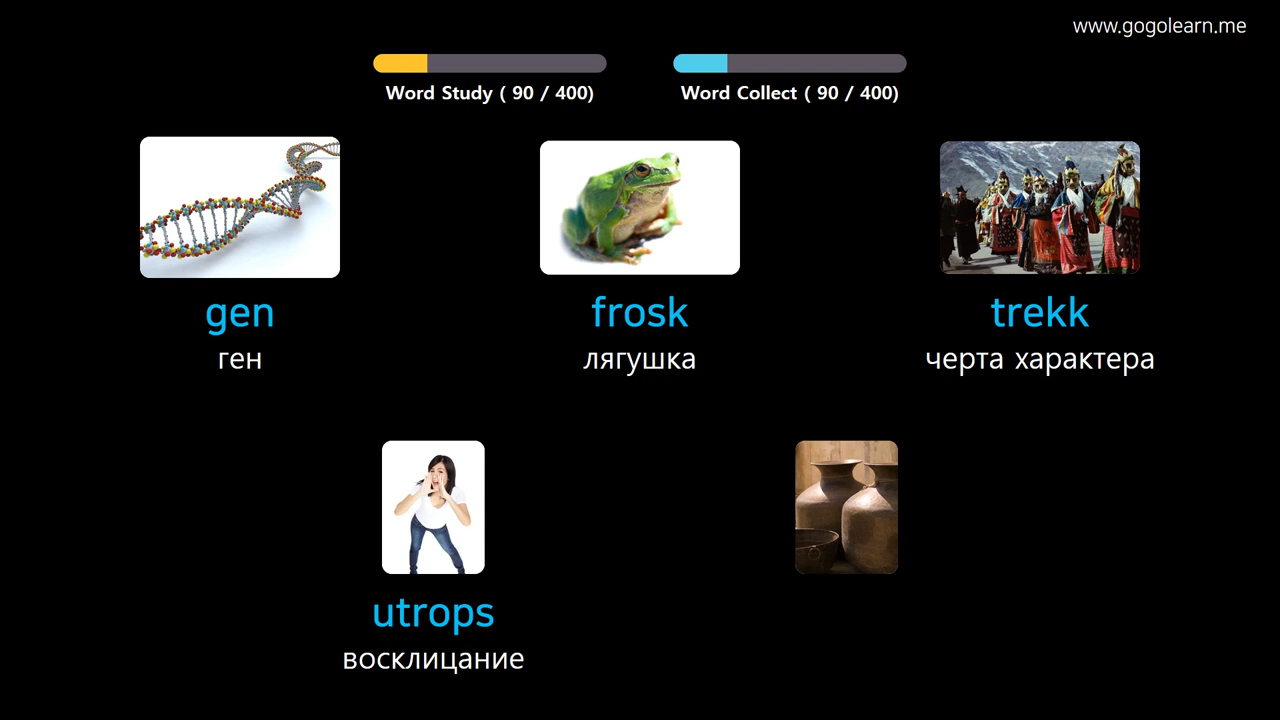 www.gogolearn.me
Word Study ( 90 / 400)
Word Collect ( 90 / 400)
gen
ген
frosk
лягушка
trekk
черта характера
utrops
восклицание